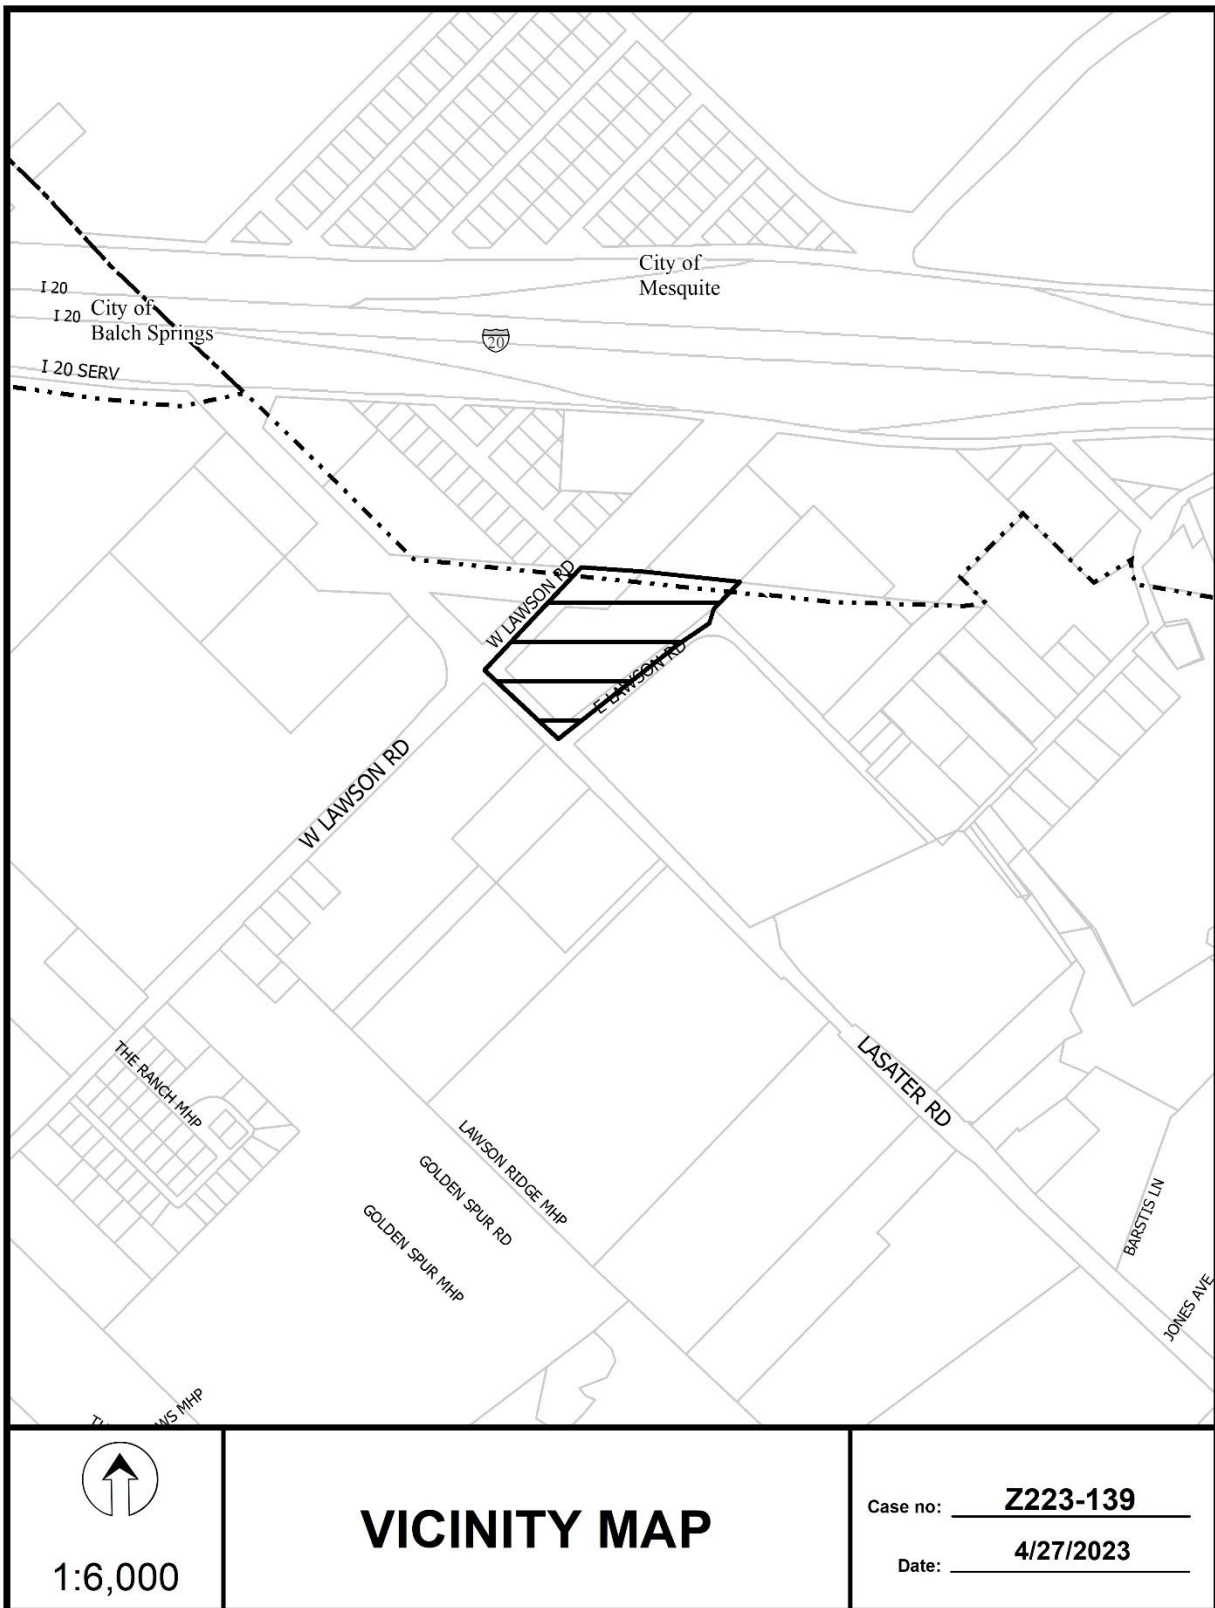 City of
Mesquite
I 20
City of
Balch Springs
I 20
20
I 20 SERV
W LAWSON RD
E LAWSON RD
W LAWSON RD
THE RANCH MHP
LASATER RD
LAWSON RIDGE MHP
GOLDEN SPUR RD
GOLDEN SPUR MHP
BARSTIS LN
JONES AVE
MHP
VICINITY MAP
1:6,000
Case no: Z223-139
Date: 4/27/2023